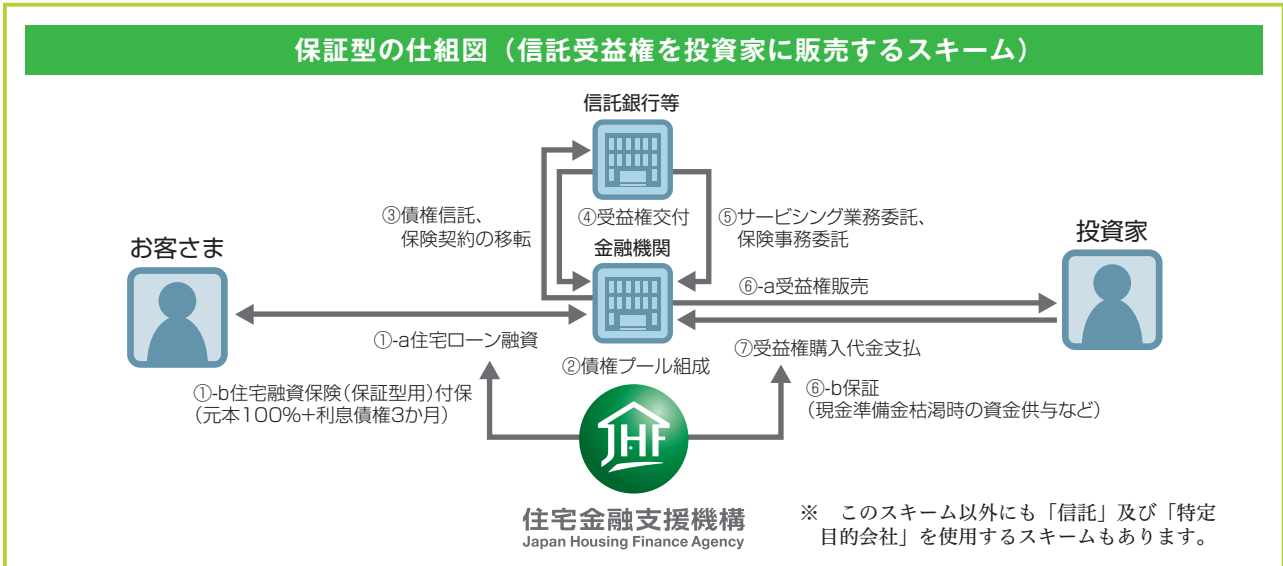 保証型の仕組図（信託受益権を投資家に販売するスキーム）
信託銀行等
③債権信託、
保険契約の移転
④受益権交付
⑤サービシング業務委託、
保険事務委託
お客さま
金融機関
投資家
⑥-a受益権販売
①-a住宅ローン融資
⑦受益権購入代金支払
②債権プール組成
①-b住宅融資保険（保証型用）付保
（元本100%+利息債権3か月）
⑥-b保証
（現金準備金枯渇時の資金供与など）
JHF
住宅金融支援機構
Japan Housing Finance Agency
※　このスキーム以外にも「信託」及び「特定
目的会社」を使用するスキームもあります。